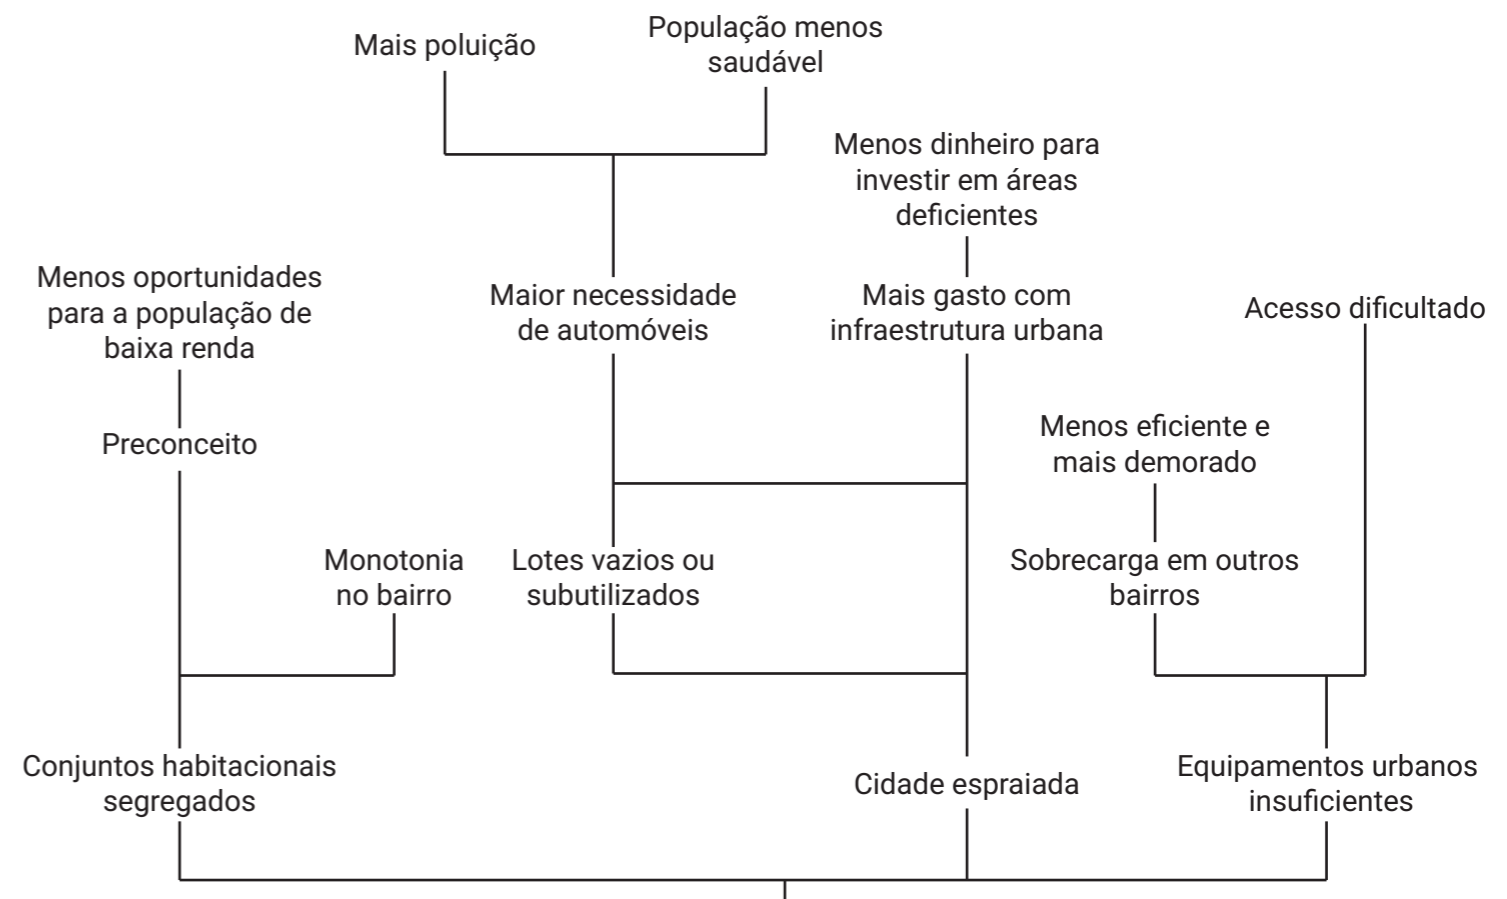 Mais poluição
População menos
saudável
Menos dinheiro para
investir em áreas
deficientes
Menos oportunidades
para a população de
baixa renda
Maior necessidade
de automóveis
Mais gasto com
infraestrutura urbana
Acesso dificultado
Preconceito
Menos eficiente e
mais demorado
Monotonia
no bairro
Lotes vazios ou
subutilizados
Sobrecarga em outros
bairros
Conjuntos habitacionais
segregados
Cidade espraiada
Equipamentos urbanos
insuficientes